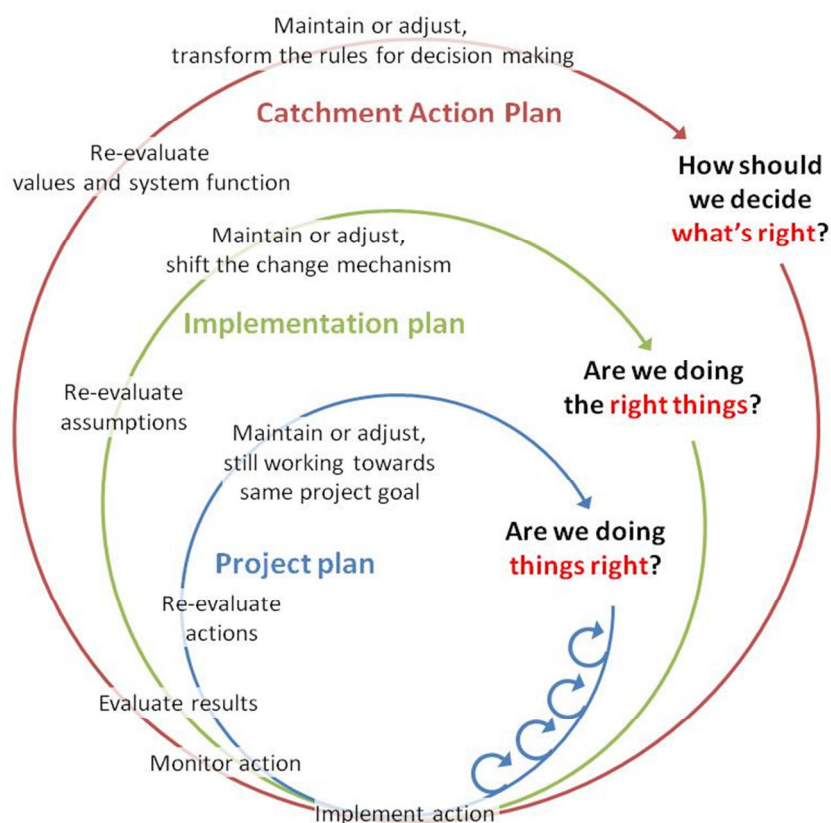 Maintain or adjust,
transform the rules for decision making
Catchment Action Plan
Re-evaluate
values and system function
How should
we decide
what's right?
Maintain or adjust,
shift the change mechanism
Implementation plan
Are we doing
the right things?
Re-evaluate
assumptions
Maintain or adjust,
still working towards
same project goal
Are we doing
things right?
Project plan
Re-evaluate
actions
Evaluate results
Monitor action
Implement action